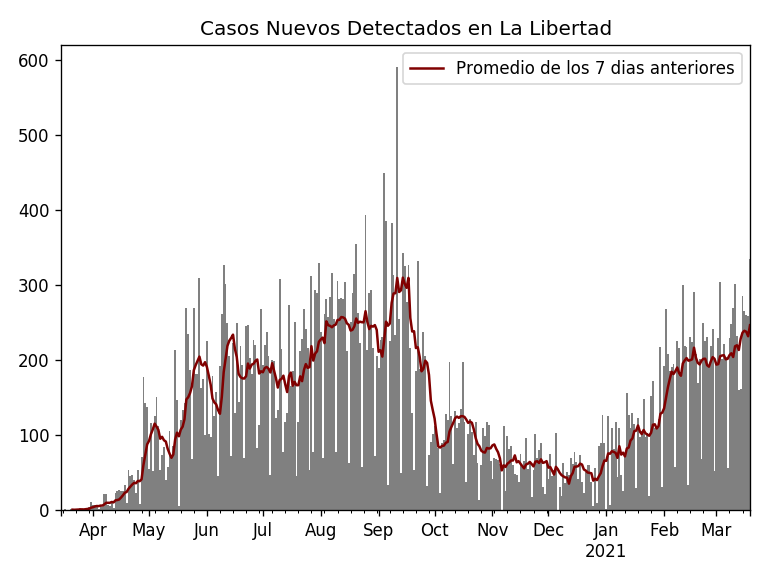 Casos Nuevos Detectados en La Libertad
Promedio de los 7 dias anteriores
600
500
400
300
200
100
0
Apr May Jun Jul Aug Sep Oct Nov Dec Jan Feb Mar
2021